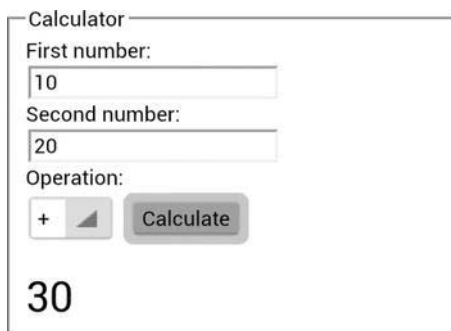 Calculator
First number:
10
Second number:
20
Operation:
+ Calculate
30